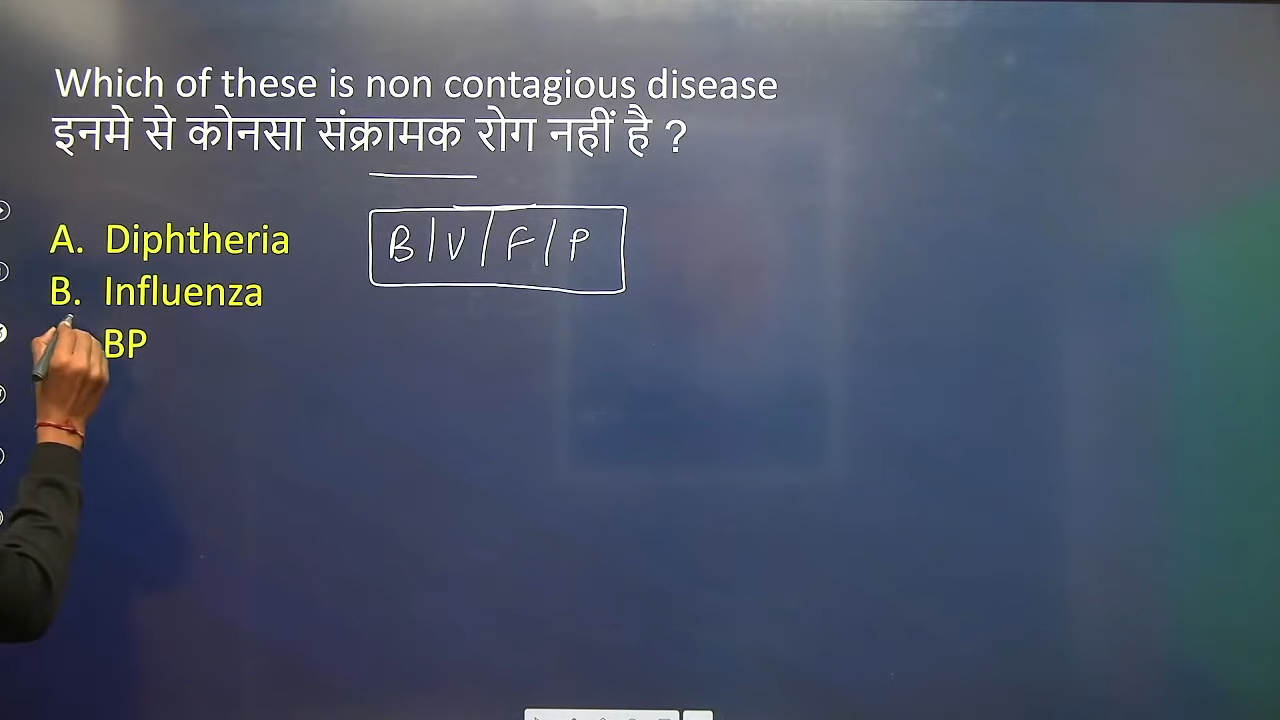 Which of these is non contagious disease
इनमे से कोनसा संक्रामक रोग नहीं है ?
A. Diphtheria
B|V/F/P
B. Influenza
BP